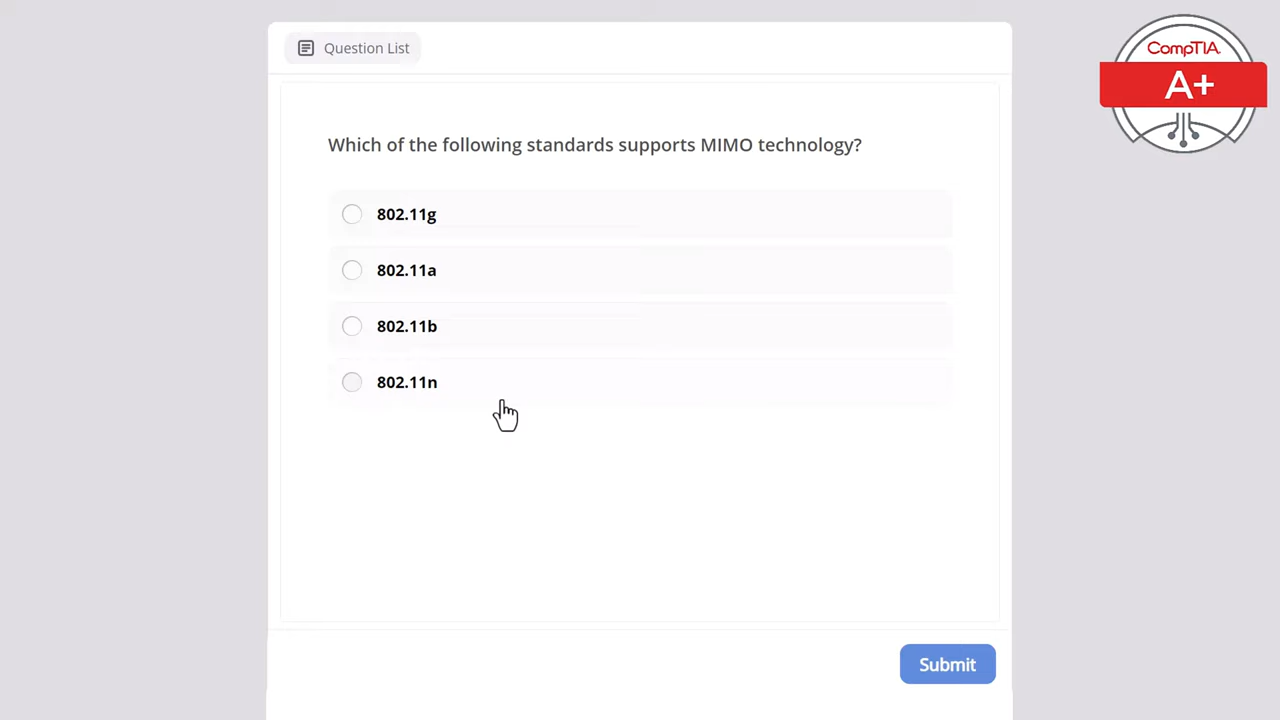 Question List
CompTIA.
A+
Which of the following standards supports MIMO technology?
802.11g
802.11a
802.11b
802.11n
Submit